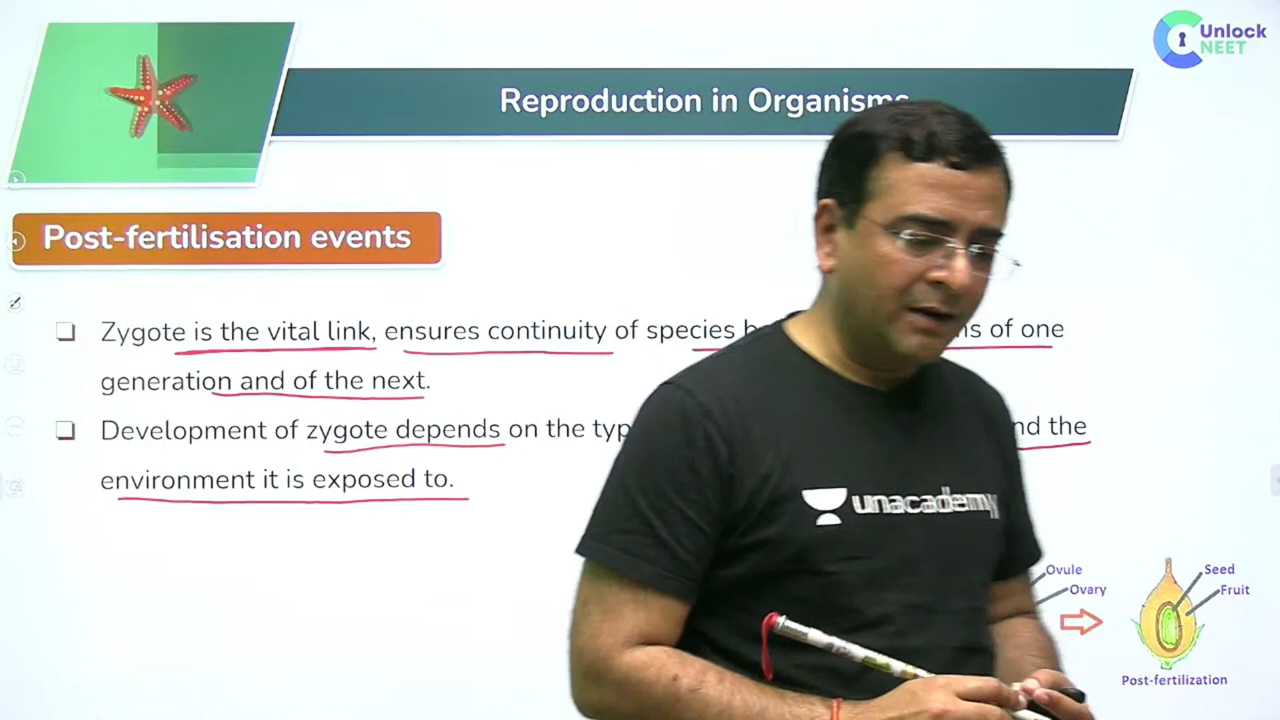 Unlock
NEET
Reproduction in Organisms
Post-fertilisation events
Zygote is the vital link, ensures continuity of species of one
generation and of the next.
Development of zygote depends on the and the
environment it is exposed to.
unacademy
Ovule
Ovary
Seed
Fruit
Post-fertilization